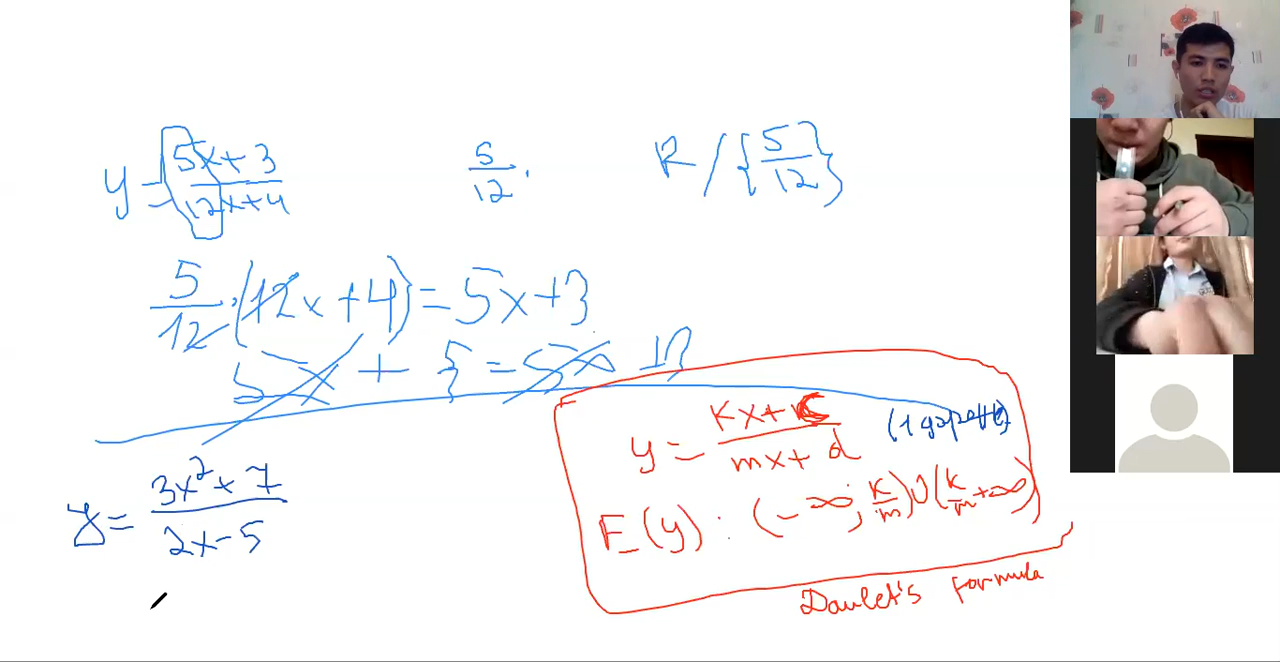 y = 5x+3 / 12x+4
5/12.
R / {5/12}
5/12 · (12x+4) = 5x+3
5x + = 5x
y = 3x² + 7 / 2x-5
y = kx+c / mx+d
E(y) : (-∞; k/m) U (k/m +∞)
Daulet's formula